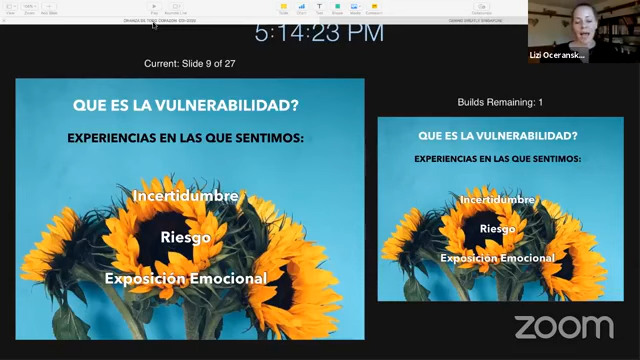 5:14:23 PM
Lizi Oceransk...
Current: Slide 9 of 27
Builds Remaining: 1
QUE ES LA VULNERABILIDAD?
EXPERIENCIAS EN LAS QUE SENTIMOS:
Incertidumbre
Riesgo
Exposición Emocional
QUE ES LA VULNERABILIDAD?
EXPERIENCIAS EN LAS QUE SENTIMOS:
Incertidumbre
Riesgo
Exposición Emocional
zoom